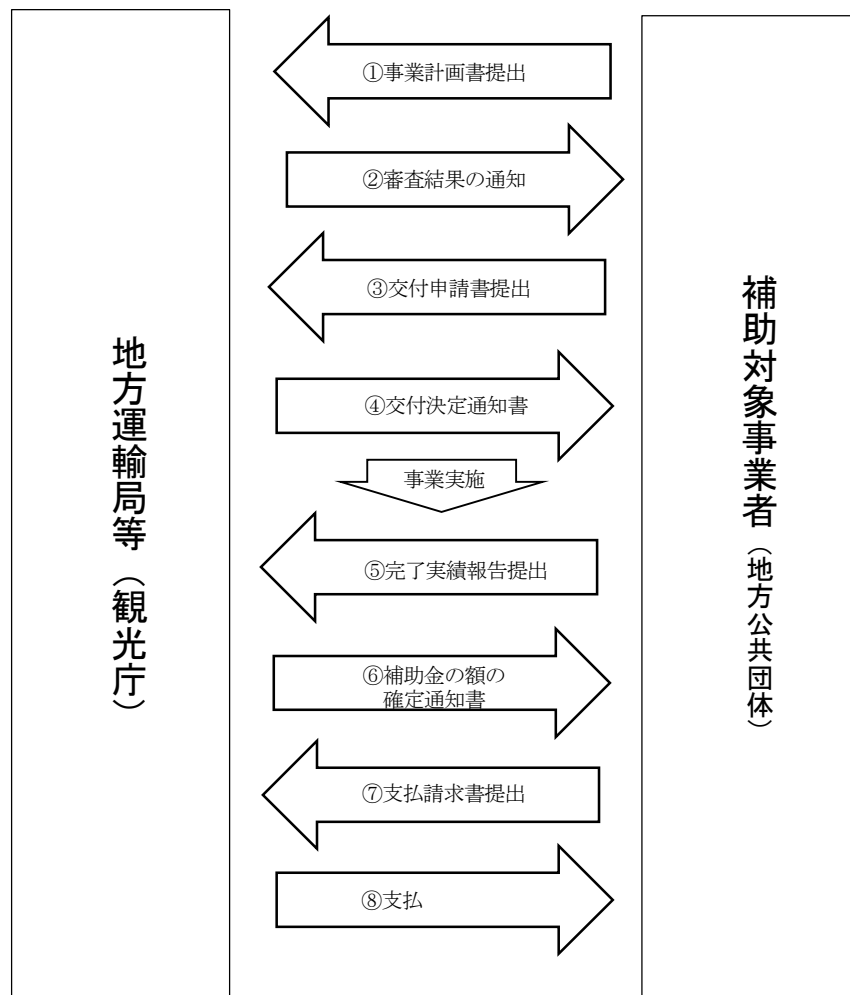 地方運輸局等（観光庁）
①事業計画書提出
②審査結果の通知
③交付申請書提出
④交付決定通知書
事業実施
⑤完了実績報告提出
⑥補助金の額の
確定通知書
⑦支払請求書提出
⑧支払
補助対象事業者（地方公共団体）